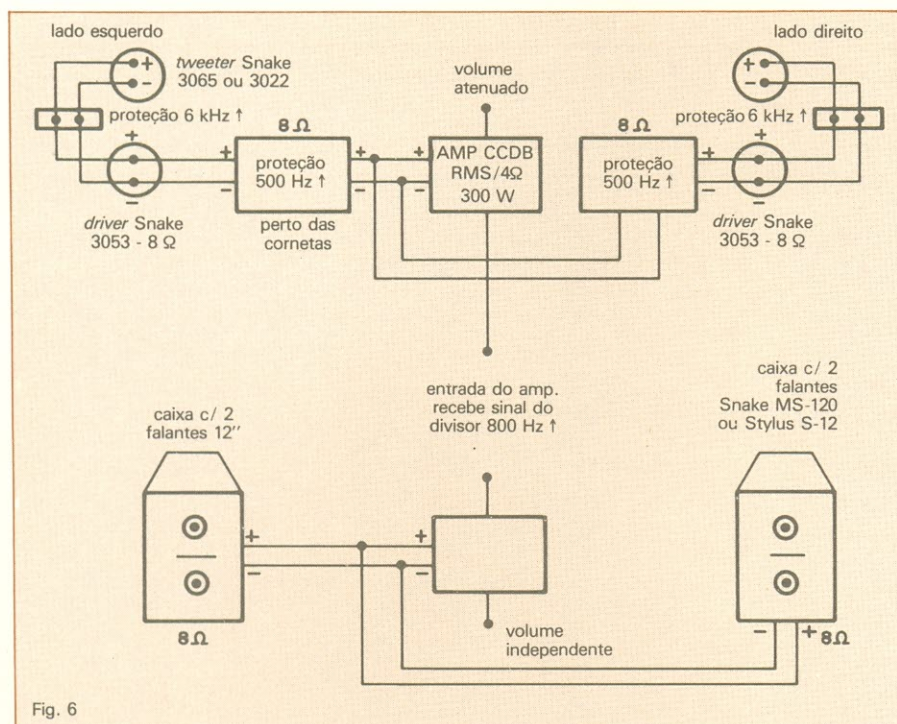 lado esquerdo
tweeter Snake
3065 ou 3022
proteção 6 kHz ↑
+
-
+
-
driver Snake
3053 - 8 Ω
8 Ω
proteção
500 Hz ↑
+
-
+
-
perto das
cornetas
volume
atenuado
AMP CCDB
RMS/4Ω
300 W
8 Ω
proteção
500 Hz ↑
+
-
lado direito
+
-
proteção 6 kHz ↑
+
-
driver Snake
3053 - 8 Ω
entrada do amp.
recebe sinal do
divisor 800 Hz ↑
caixa c/ 2
falantes 12''
+
-
8 Ω
+
-
volume
independente
caixa c/ 2
falantes
Snake MS-120
ou Stylus S-12
- + 8 Ω
Fig. 6